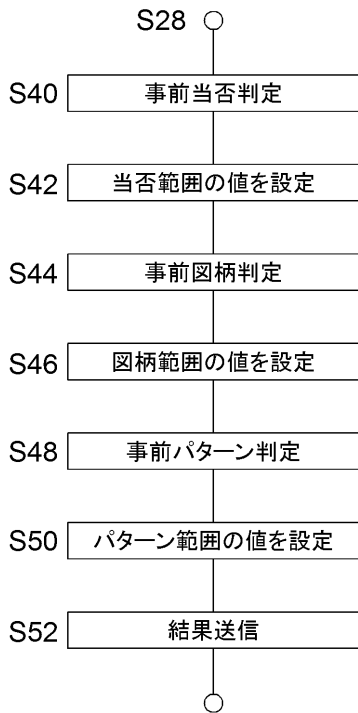 S28
S40 事前当否判定
S42 当否範囲の値を設定
S44 事前図柄判定
S46 図柄範囲の値を設定
S48 事前パターン判定
S50 パターン範囲の値を設定
S52 結果送信